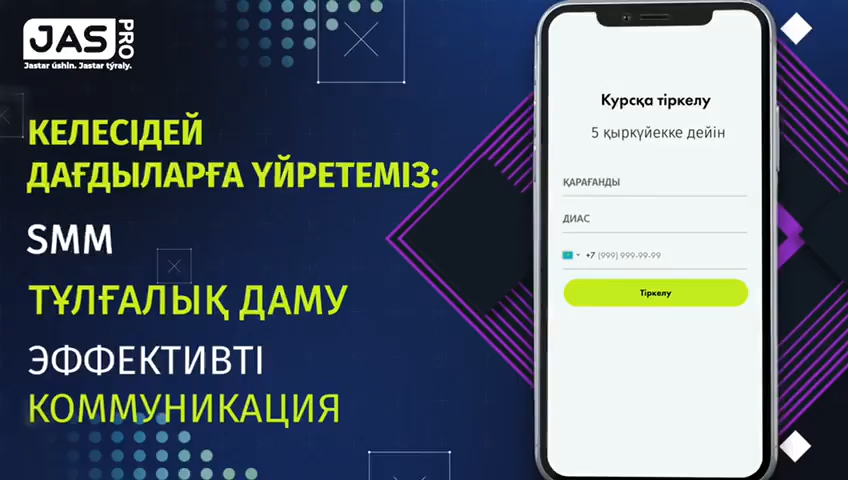 JAS
PRO
Jastar úshin. Jastar týraly.
КЕЛЕСІДЕЙ
ДАҒДЫЛАРҒА ҮЙРЕТЕМІЗ:
SMM
ТҰЛҒАЛЫҚ ДАМУ
ЭФФЕКТИВТІ
КОММУНИКАЦИЯ
Курсқа тіркелу
5 қыркүйекке дейін
ҚАРАҒАНДЫ
ДИАС
+7 (999) 999-99-99
Тіркелу